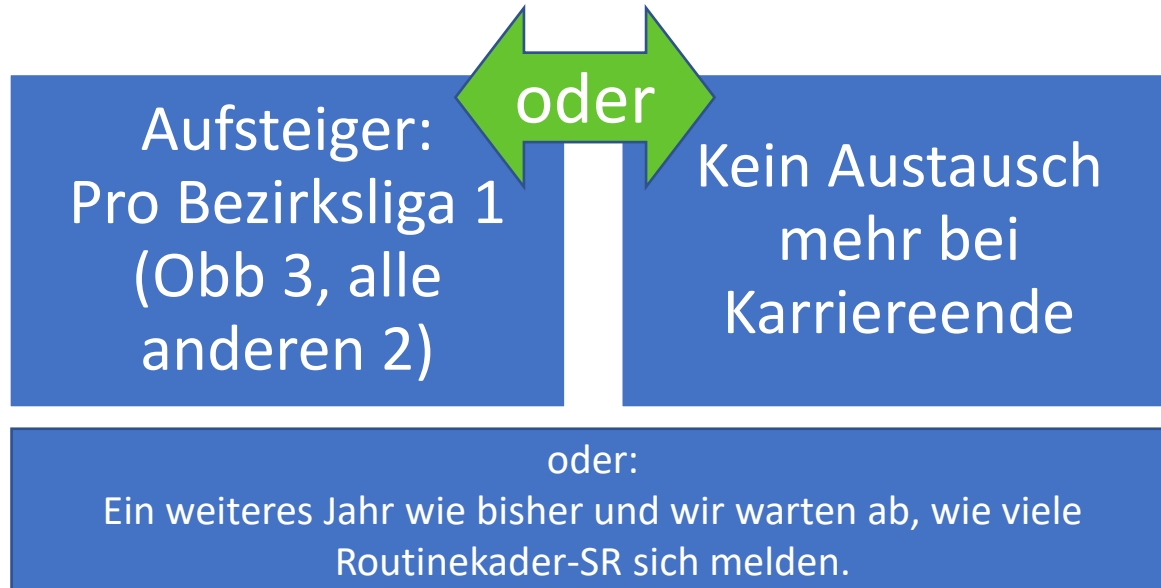 oder
Aufsteiger:
Pro Bezirksliga 1
(Obb 3, alle
anderen 2)
Kein Austausch
mehr bei
Karriereende
oder:
Ein weiteres Jahr wie bisher und wir warten ab, wie viele
Routinekader-SR sich melden.